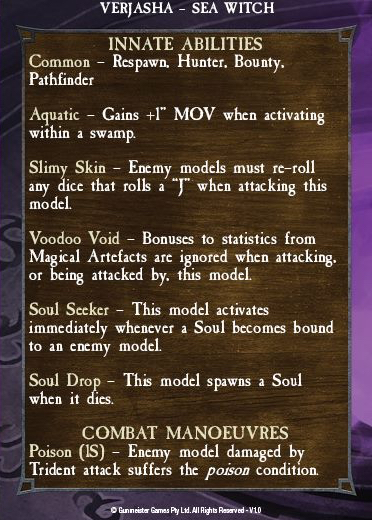 VERJASHA – SEA WITCH
INNATE ABILITIES
Common – Respawn, Hunter, Bounty,
Pathfinder
Aquatic – Gains +1" MOV when activating
within a swamp.
Slimy Skin – Enemy models must re-roll
any dice that rolls a "J" when attacking this
model.
Voodoo Void – Bonuses to statistics from
Magical Artefacts are ignored when attacking,
or being attacked by, this model.
Soul Seeker – This model activates
immediately whenever a Soul becomes bound
to an enemy model.
Soul Drop – This model spawns a Soul
when it dies.
COMBAT MANOEUVRES
Poison (1S) – Enemy model damaged by
Trident attack suffers the poison condition.
© Gunmeister Games Pty Ltd. All Rights Reserved - V1.0